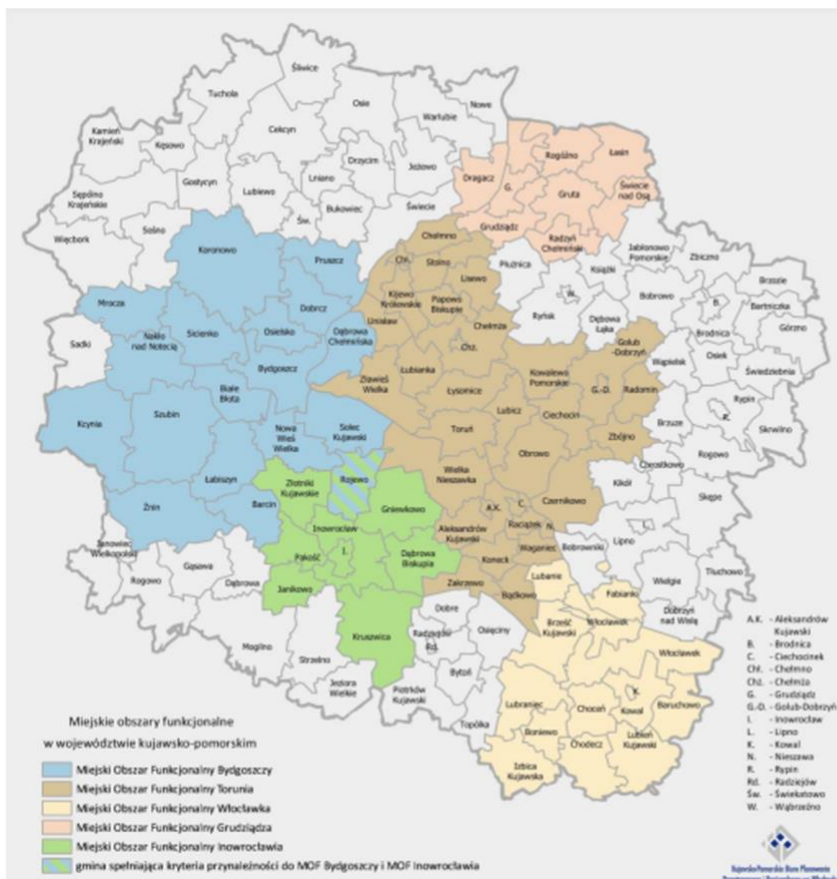 Śliwice
Tuchola
Osie
Nowe
Warlubie
Kamień
Krajeński
Kęsowo
Cekcyn
Drzycim
Jeżewo
Rogóźno
Łasin
Dragacz
G.
Gruta
Świecie
nad Osą
Gostycyn
Lubiewo
Lniano
Bukowiec
Świecie
Sępólno
Krajeńskie
Sośno
Św.
Grudziądz
Radzyń
Chełmiński
Więcbork
Koronowo
Pruszcz
Chełmno
Chł.
Stolno
Płużnica
Książki
Jabłonowo
Pomorskie
Zbiczno
Lisewo
Brzozie
Mrocza
Dobrcz
Kijewo
Królewskie
Papowo
Biskupie
W.
Bobrowo
B.
Bartniczka
Sicienko
Osielsko
Unisław
Ryńsk
Dębowa
Łąka
Brodnica
Górzno
Sadki
Nakło
nad Notecią
Dąbrowa
Chełmińska
Chełmża
Chż.
Golub
-Dobrzyń
Wąpielsk
Osiek
Świedziebnia
Bydgoszcz
Łubianka
Kowalewo
Pomorskie
Białe
Błota
Zławieś
Wielka
Łysomice
G.-D.
Radomin
Rypin
Kcynia
Szubin
Lubicz
Ciechocin
R.
Brzuze
Skrwilno
Nowa
Wieś
Wielka
Solec
Kujawski
Toruń
Zbójno
Rogowo
Obrowo
Łabiszyn
Złotniki
Kujawskie
Rojewo
Wielka
Nieszawka
Czernikowo
Kikół
Skępe
Żnin
Barcin
Gniewkowo
A.K.
C.
Inowrocław
Aleksandrów
Kujawski
Raciążek
N.
L.
Janowiec
Wielkopolski
Pakość
I.
Dąbrowa
Biskupia
Waganiec
Bobrowniki
Lipno
Gąsawa
Koneck
Lubanie
Tłuchowo
Rogowo
Dąbrowa
Janikowo
Zakrzewo
Bądkowo
Fabianki
Wielgie
Dobre
Osięciny
Brześć
Kujawski
Włocławek
Dobrzyń
nad Wisłą
Mogilno
Kruszwica
Radziejów
Rd.
Włocławek
Strzelno
Bytoń
Jeziora
Wielkie
Piotrków
Kujawski
Lubraniec
Choceń
K.
Kowal
Baruchowo
Topólka
Boniewo
Chodecz
Lubień
Kujawski
Izbica
Kujawska
A.K. - Aleksandrów
Kujawski
B. - Brodnica
C. - Ciechocinek
Chł. - Chełmno
Chż. - Chełmża
G. - Grudziądz
G.-D. - Golub-Dobrzyń
I. - Inowrocław
L. - Lipno
K. - Kowal
N. - Nieszawa
R. - Rypin
Rd. - Radziejów
Św. - Świekatowo
W. - Wąbrzeźno
Miejskie obszary funkcjonalne
w województwie kujawsko-pomorskim
Miejski Obszar Funkcjonalny Bydgoszczy
Miejski Obszar Funkcjonalny Torunia
Miejski Obszar Funkcjonalny Włocławka
Miejski Obszar Funkcjonalny Grudziądza
Miejski Obszar Funkcjonalny Inowrocławia
gmina spełniająca kryteria przynależności do MOF Bydgoszczy i MOF Inowrocławia